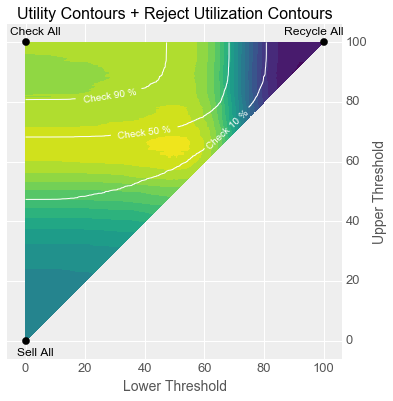 Utility Contours + Reject Utilization Contours
Check All
Recycle All
100
Check 90 %
80
Check 50 %
Check 10 %
60
Upper Threshold
40
20
0
Sell All
0 20 40 60 80 100
Lower Threshold